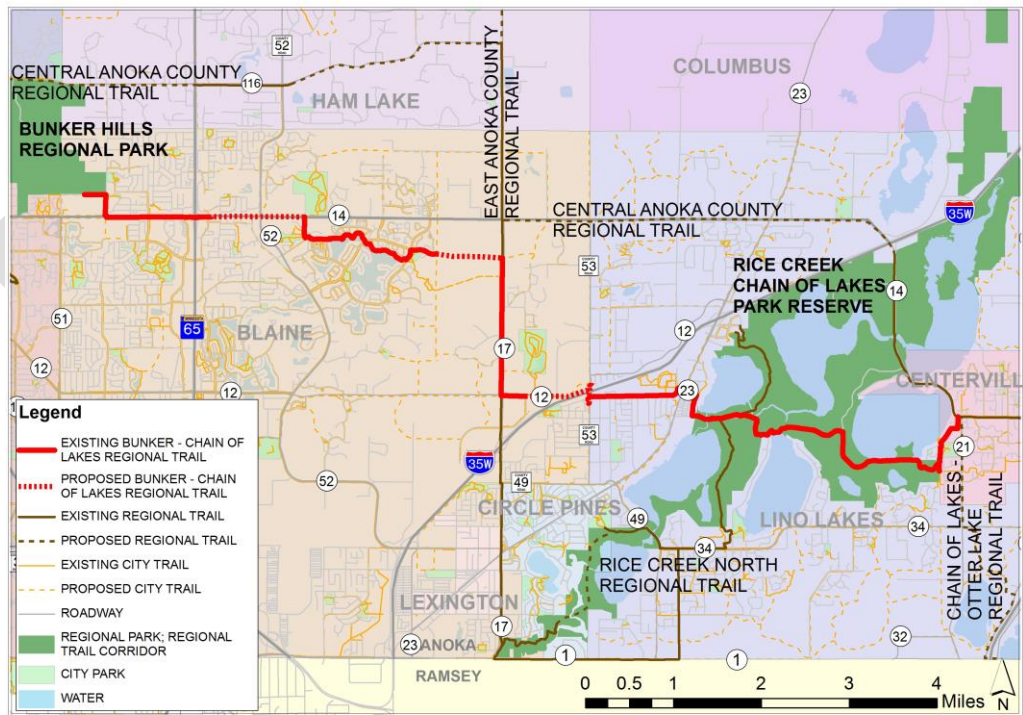 COUNTY
52
ROAD
CENTRAL ANOKA COUNTY
REGIONAL TRAIL
116
HAM LAKE
COLUMBUS
23
EAST ANOKA COUNTY
REGIONAL TRAIL
BUNKER HILLS
REGIONAL PARK
14
52
CENTRAL ANOKA COUNTY
REGIONAL TRAIL
35W
53
RICE CREEK
CHAIN OF LAKES
PARK RESERVE
14
51
65
BLAINE
17
12
12
12
12
23
CENTERVILL
53
21
35W
52
49
CIRCLE PINES
49
34
LINO LAKES
34
RICE CREEK NORTH
REGIONAL TRAIL
CHAIN OF LAKES -
OTTER LAKE
REGIONAL TRAIL
LEXINGTON
17
23
ANOKA
RAMSEY
1
1
32
Legend
EXISTING BUNKER - CHAIN OF
LAKES REGIONAL TRAIL
PROPOSED BUNKER - CHAIN
OF LAKES REGIONAL TRAIL
EXISTING REGIONAL TRAIL
PROPOSED REGIONAL TRAIL
EXISTING CITY TRAIL
PROPOSED CITY TRAIL
ROADWAY
REGIONAL PARK; REGIONAL
TRAIL CORRIDOR
CITY PARK
WATER
0 0.5 1 2 3 4
Miles
N